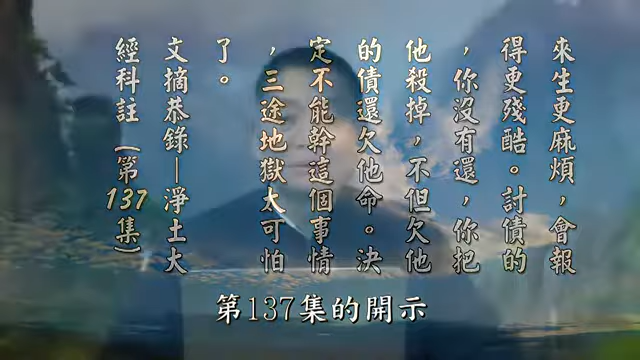 來生更麻煩，會報
得更殘酷。討債的
，你沒有還，你把
他殺掉，不但欠他
的債還欠他命。決
定不能幹這個事情
，三途地獄太可怕
了。
文摘恭錄—淨土大
經科註（第
137
集）
第137集的開示